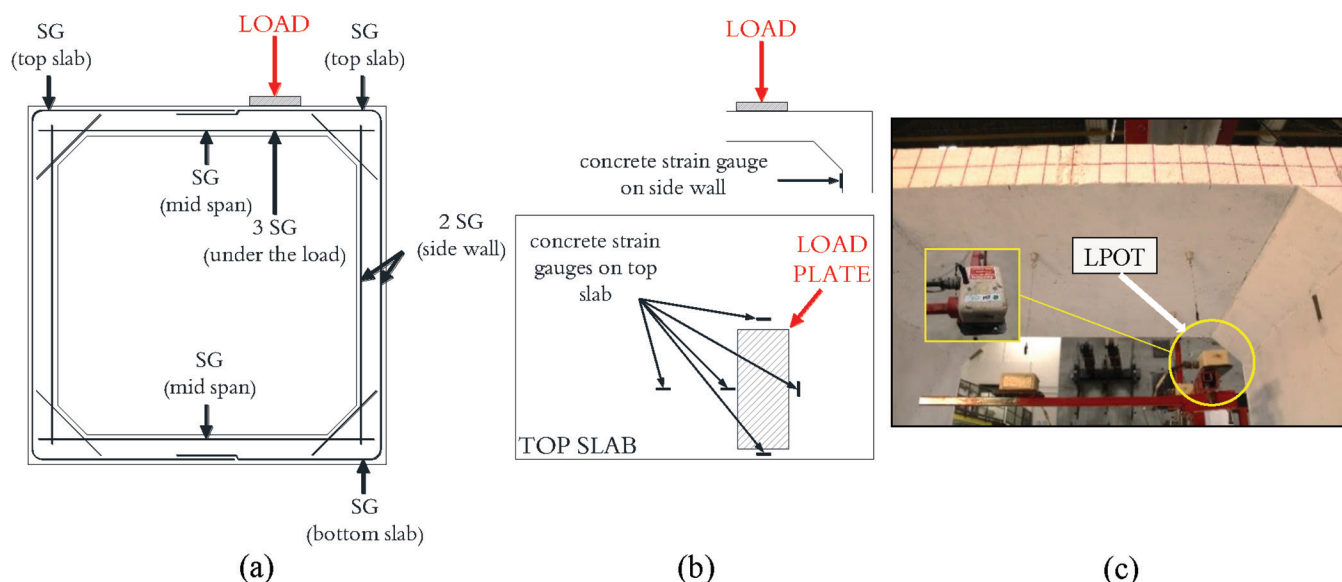 SG
(top slab)
LOAD
SG
(top slab)
SG
(mid span)
3 SG
(under the load)
2 SG
(side wall)
SG
(mid span)
SG
(bottom slab)
(a)
LOAD
concrete strain gauge
on side wall
concrete strain
gauges on top
slab
LOAD
PLATE
TOP SLAB
(b)
LPOT
(c)